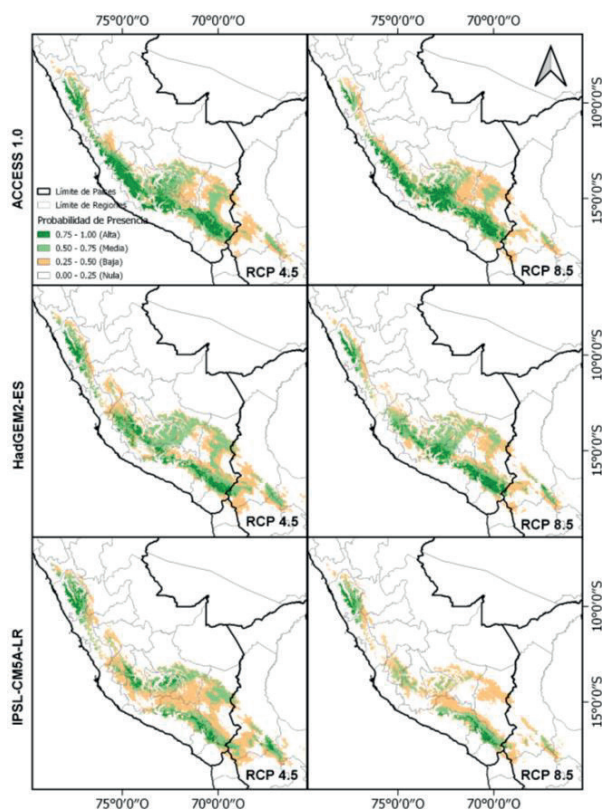 75°0'0"O 70°0'0"O 75°0'0"O 70°0'0"O
ACCESS 1.0
Límite de Países
Límite de Regiones
Probabilidad de Presencia
0.75 - 1.00 (Alta)
0.50 - 0.75 (Media)
0.25 - 0.50 (Baja)
0.00 - 0.25 (Nula)
RCP 4.5
RCP 8.5
10°0'0"S
15°0'0"S
HadGEM2-ES
RCP 4.5
RCP 8.5
10°0'0"S
15°0'0"S
IPSL-CM5A-LR
RCP 4.5
RCP 8.5
10°0'0"S
15°0'0"S
75°0'0"O 70°0'0"O 75°0'0"O 70°0'0"O